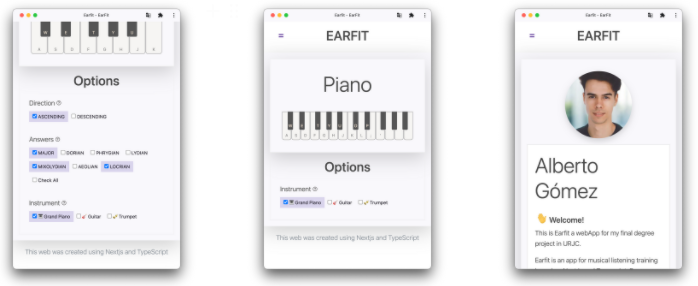 Earfit - EarFit
Options
Direction
ASCENDING DESCENDING
Answers
MAJOR DORIAN PHRYGIAN LYDIAN
MIXOLYDIAN AEOLIAN LOCRIAN
Check All
Instrument
Grand Piano Guitar Trumpet
This web was created using Nextjs and TypeScript
Earfit - EarFit
EARFIT
Piano
Options
Instrument
Grand Piano Guitar Trumpet
This web was created using Nextjs and TypeScript
Earfit - EarFit
EARFIT
Alberto
Gómez
Welcome!
This is Earfit a webApp for my final degree
project in URJC.
Earfit is an app for musical listening training